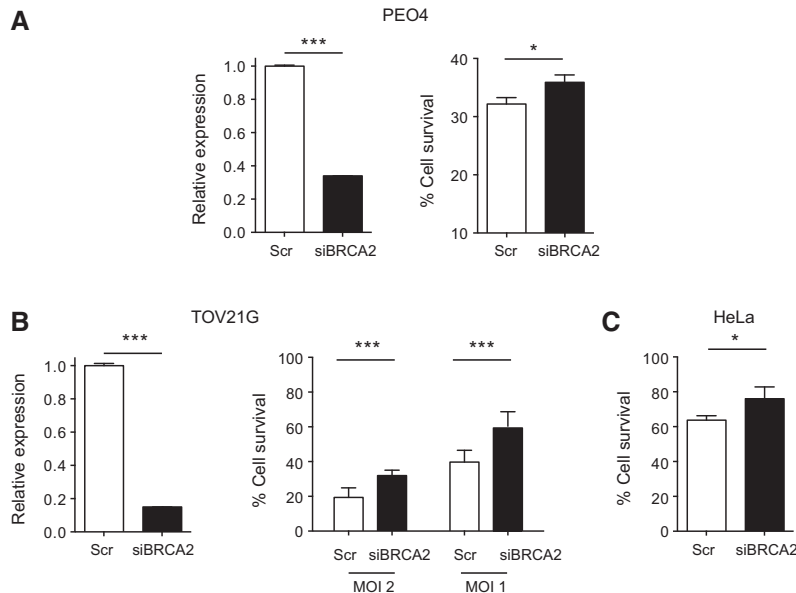 A
PEO4
***
Relative expression
1.0
0.8
0.6
0.4
0.2
0.0
Scr siBRCA2
*
% Cell survival
40
30
20
10
Scr siBRCA2
B
TOV21G
***
Relative expression
1.0
0.8
0.6
0.4
0.2
0.0
Scr siBRCA2
*** ***
% Cell survival
100
80
60
40
20
0
Scr siBRCA2 Scr siBRCA2
MOI 2 MOI 1
C
HeLa
*
% Cell survival
100
80
60
40
20
0
Scr siBRCA2